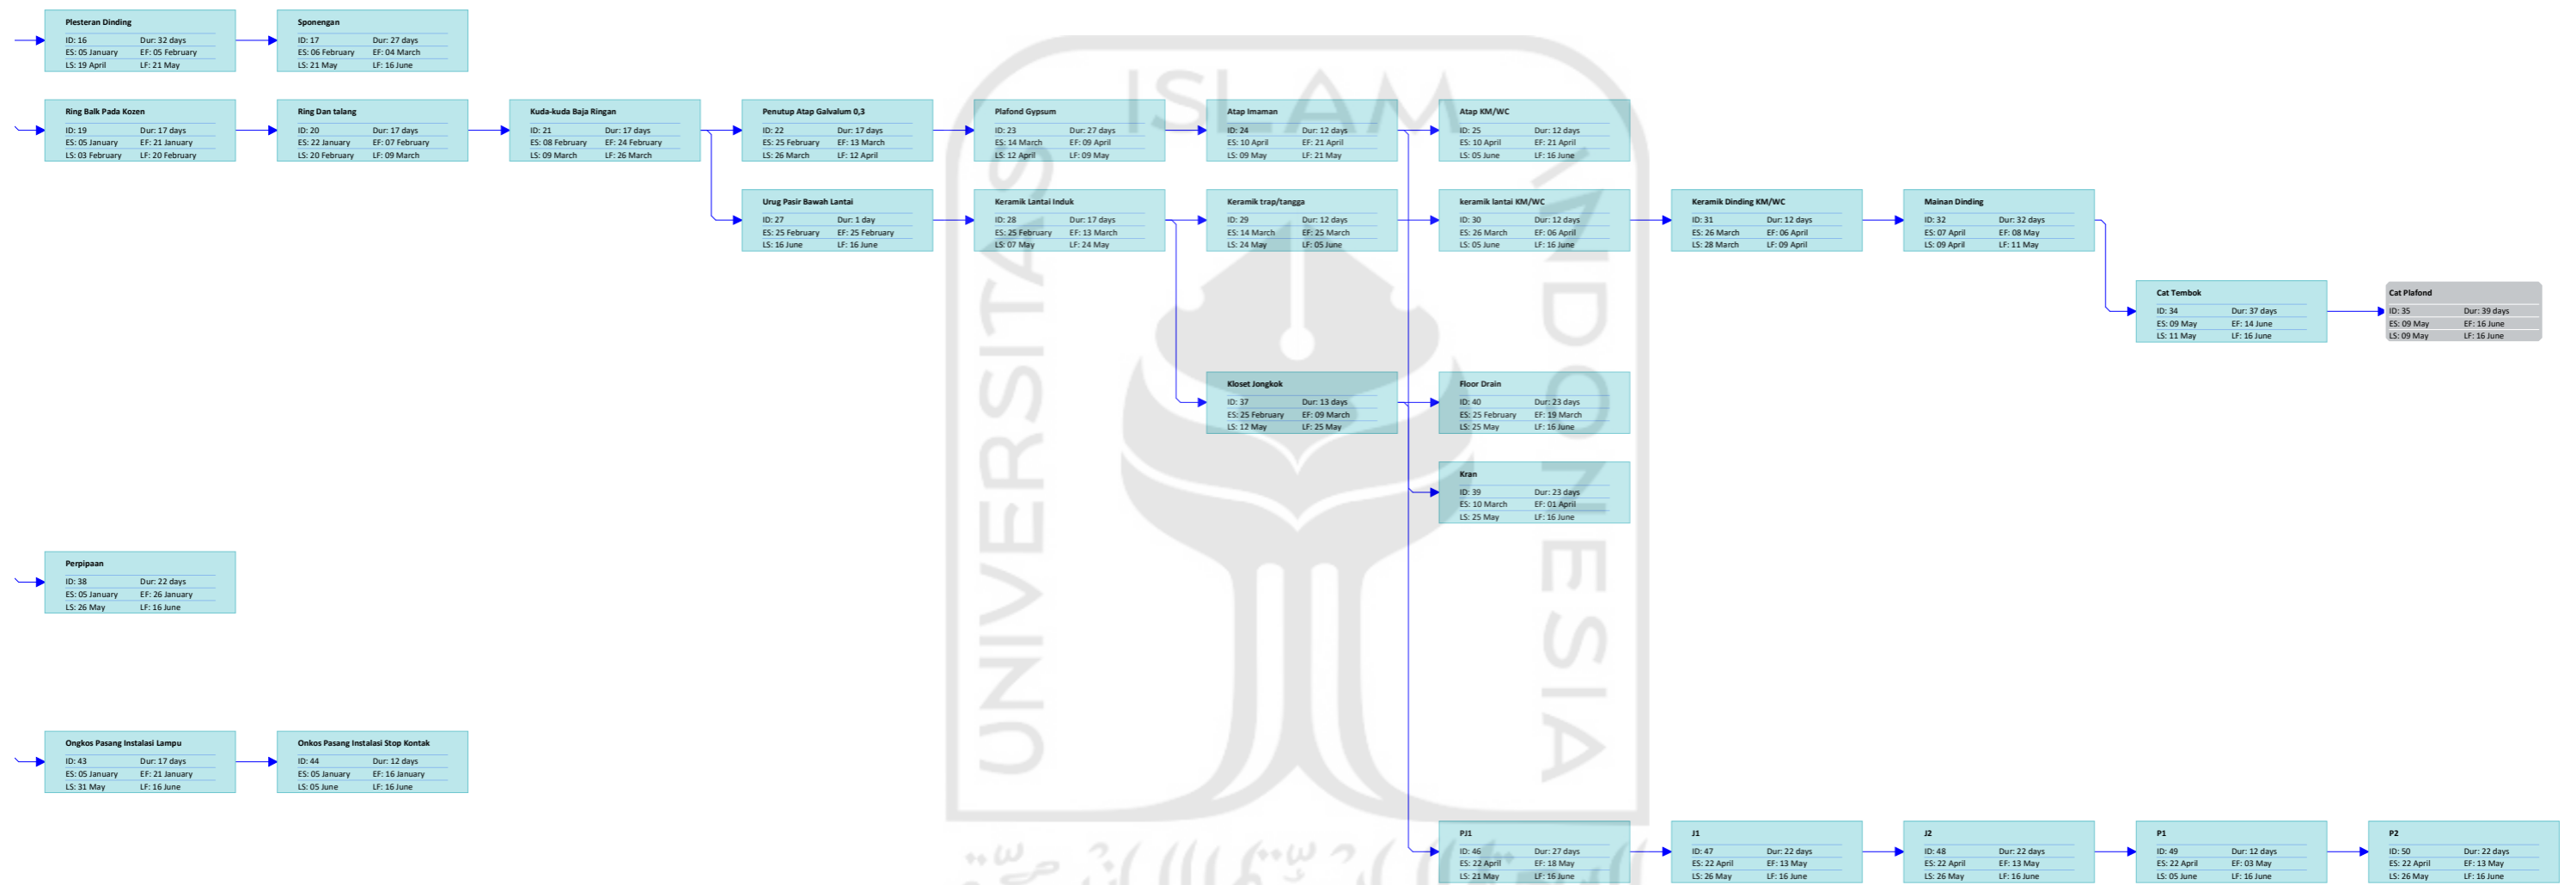 Plesteran Dinding
ID: 16 Dur: 32 days
ES: 05 January EF: 05 February
LS: 19 April LF: 21 May
Sponengan
ID: 17 Dur: 27 days
ES: 06 February EF: 04 March
LS: 21 May LF: 16 June
Ring Balk Pada Kozen
ID: 19 Dur: 17 days
ES: 05 January EF: 21 January
LS: 03 February LF: 20 February
Ring Dan talang
ID: 20 Dur: 17 days
ES: 22 January EF: 07 February
LS: 20 February LF: 09 March
Kuda-kuda Baja Ringan
ID: 21 Dur: 17 days
ES: 08 February EF: 24 February
LS: 09 March LF: 26 March
Penutup Atap Galvalum 0,3
ID: 22 Dur: 17 days
ES: 25 February EF: 13 March
LS: 26 March LF: 12 April
Plafond Gypsum
ID: 23 Dur: 27 days
ES: 14 March EF: 09 April
LS: 12 April LF: 09 May
Atap Imaman
ID: 24 Dur: 12 days
ES: 10 April EF: 21 April
LS: 09 May LF: 21 May
Atap KM/WC
ID: 25 Dur: 12 days
ES: 10 April EF: 21 April
LS: 05 June LF: 16 June
Urug Pasir Bawah Lantai
ID: 27 Dur: 1 day
ES: 25 February EF: 25 February
LS: 16 June LF: 16 June
Keramik Lantai Induk
ID: 28 Dur: 17 days
ES: 25 February EF: 13 March
LS: 07 May LF: 24 May
Keramik trap/tangga
ID: 29 Dur: 12 days
ES: 14 March EF: 25 March
LS: 24 May LF: 05 June
keramik lantai KM/WC
ID: 30 Dur: 12 days
ES: 26 March EF: 06 April
LS: 05 June LF: 16 June
Keramik Dinding KM/WC
ID: 31 Dur: 12 days
ES: 26 March EF: 06 April
LS: 28 March LF: 09 April
Mainan Dinding
ID: 32 Dur: 32 days
ES: 07 April EF: 08 May
LS: 09 April LF: 11 May
Cat Tembok
ID: 34 Dur: 37 days
ES: 09 May EF: 14 June
LS: 11 May LF: 16 June
Cat Plafond
ID: 35 Dur: 39 days
ES: 09 May EF: 16 June
LS: 09 May LF: 16 June
Kloset Jongkok
ID: 37 Dur: 13 days
ES: 25 February EF: 09 March
LS: 12 May LF: 25 May
Floor Drain
ID: 40 Dur: 23 days
ES: 25 February EF: 19 March
LS: 25 May LF: 16 June
Kran
ID: 39 Dur: 23 days
ES: 10 March EF: 01 April
LS: 25 May LF: 16 June
Perpipaan
ID: 38 Dur: 22 days
ES: 05 January EF: 26 January
LS: 26 May LF: 16 June
Ongkos Pasang Instalasi Lampu
ID: 43 Dur: 17 days
ES: 05 January EF: 21 January
LS: 31 May LF: 16 June
Onkos Pasang Instalasi Stop Kontak
ID: 44 Dur: 12 days
ES: 05 January EF: 16 January
LS: 05 June LF: 16 June
PJ1
ID: 46 Dur: 27 days
ES: 22 April EF: 18 May
LS: 21 May LF: 16 June
J1
ID: 47 Dur: 22 days
ES: 22 April EF: 13 May
LS: 26 May LF: 16 June
J2
ID: 48 Dur: 22 days
ES: 22 April EF: 13 May
LS: 26 May LF: 16 June
P1
ID: 49 Dur: 12 days
ES: 22 April EF: 03 May
LS: 05 June LF: 16 June
P2
ID: 50 Dur: 22 days
ES: 22 April EF: 13 May
LS: 26 May LF: 16 June
UNIVERSITAS
ISLAM
INDONESIA